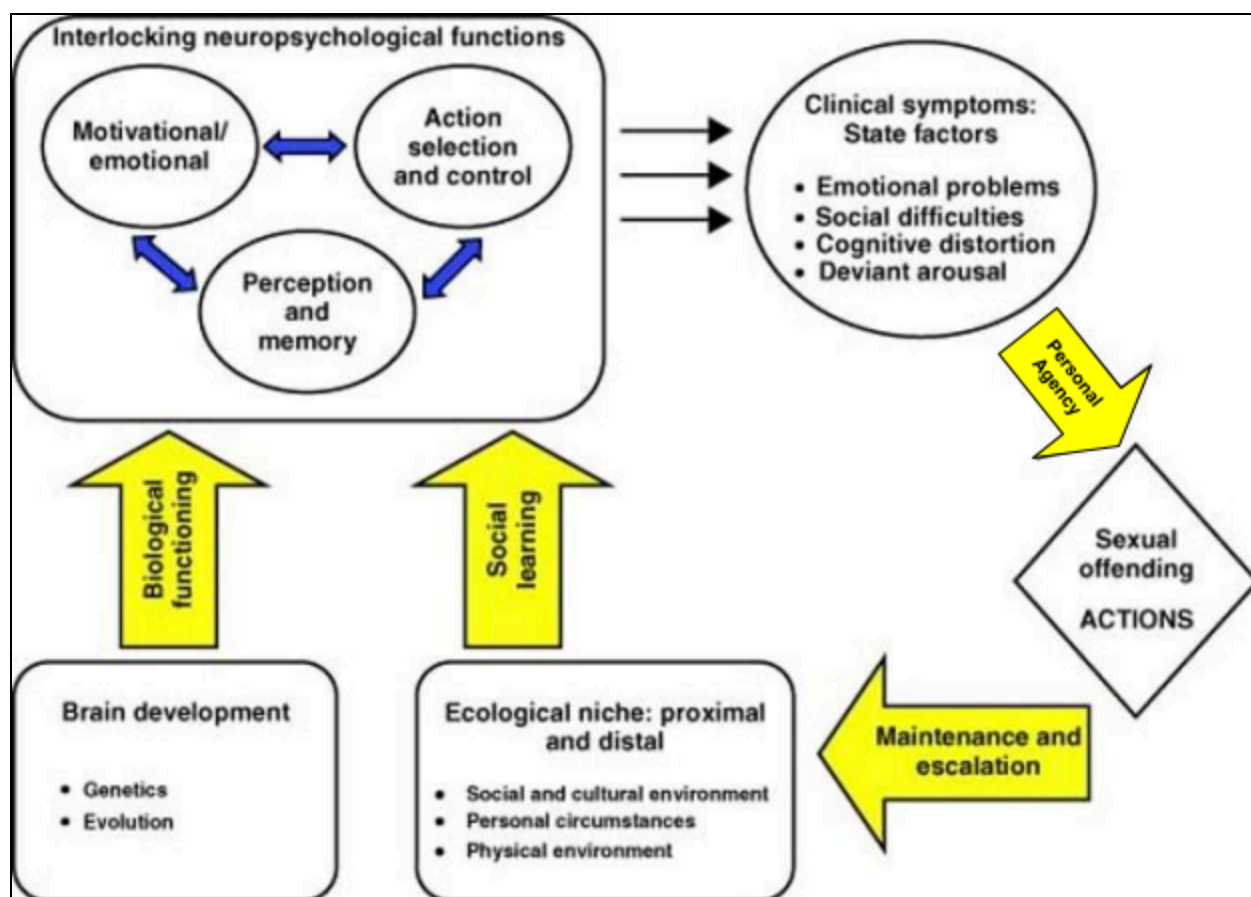 Interlocking neuropsychological functions
Motivational/
emotional
Action
selection
and control
Perception
and
memory
Clinical symptoms:
State factors
• Emotional problems
• Social difficulties
• Cognitive distortion
• Deviant arousal
Personal
Agency
Biological
functioning
Social
learning
Sexual
offending
ACTIONS
Brain development
• Genetics
• Evolution
Ecological niche: proximal
and distal
• Social and cultural environment
• Personal circumstances
• Physical environment
Maintenance and
escalation